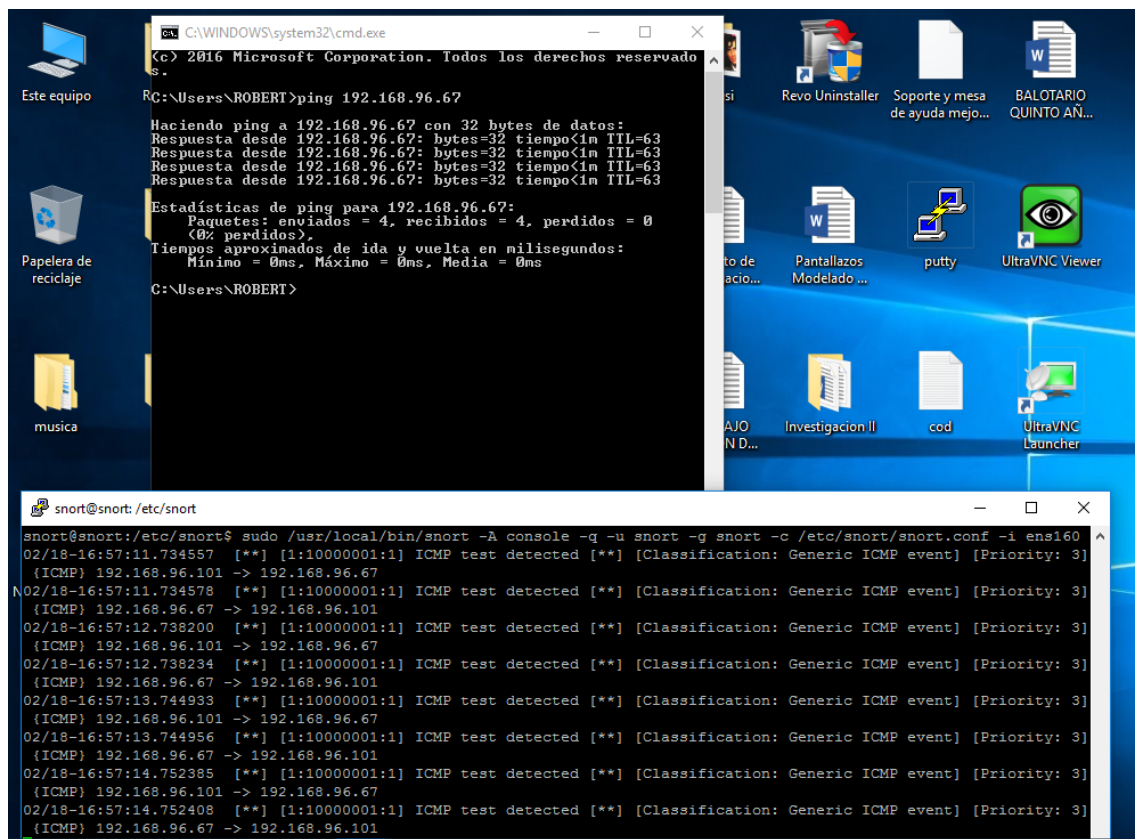 C:\WINDOWS\system32\cmd.exe
(c) 2016 Microsoft Corporation. Todos los derechos reservado
s.
C:\Users\ROBERT>ping 192.168.96.67
Haciendo ping a 192.168.96.67 con 32 bytes de datos:
Respuesta desde 192.168.96.67: bytes=32 tiempo<1m TTL=63
Respuesta desde 192.168.96.67: bytes=32 tiempo<1m TTL=63
Respuesta desde 192.168.96.67: bytes=32 tiempo<1m TTL=63
Respuesta desde 192.168.96.67: bytes=32 tiempo<1m TTL=63
Estadísticas de ping para 192.168.96.67:
Paquetes: enviados = 4, recibidos = 4, perdidos = 0
(0% perdidos),
Tiempos aproximados de ida y vuelta en milisegundos:
Mínimo = 0ms, Máximo = 0ms, Media = 0ms
C:\Users\ROBERT>
Este equipo
R
si
Revo Uninstaller
Soporte y mesa
de ayuda mejo...
BALOTARIO
QUINTO AÑ...
Papelera de
reciclaje
to de
acio...
Pantallazos
Modelado ...
putty
UltraVNC Viewer
musica
AJO
N D...
Investigacion II
cod
UltraVNC
Launcher
N
snort@snort: /etc/snort
snort@snort:/etc/snort$ sudo /usr/local/bin/snort -A console -q -u snort -g snort -c /etc/snort/snort.conf -i ens160
02/18-16:57:11.734557 [**] [1:10000001:1] ICMP test detected [**] [Classification: Generic ICMP event] [Priority: 3]
{ICMP} 192.168.96.101 -> 192.168.96.67
02/18-16:57:11.734578 [**] [1:10000001:1] ICMP test detected [**] [Classification: Generic ICMP event] [Priority: 3]
{ICMP} 192.168.96.67 -> 192.168.96.101
02/18-16:57:12.738200 [**] [1:10000001:1] ICMP test detected [**] [Classification: Generic ICMP event] [Priority: 3]
{ICMP} 192.168.96.101 -> 192.168.96.67
02/18-16:57:12.738234 [**] [1:10000001:1] ICMP test detected [**] [Classification: Generic ICMP event] [Priority: 3]
{ICMP} 192.168.96.67 -> 192.168.96.101
02/18-16:57:13.744933 [**] [1:10000001:1] ICMP test detected [**] [Classification: Generic ICMP event] [Priority: 3]
{ICMP} 192.168.96.101 -> 192.168.96.67
02/18-16:57:13.744956 [**] [1:10000001:1] ICMP test detected [**] [Classification: Generic ICMP event] [Priority: 3]
{ICMP} 192.168.96.67 -> 192.168.96.101
02/18-16:57:14.752385 [**] [1:10000001:1] ICMP test detected [**] [Classification: Generic ICMP event] [Priority: 3]
{ICMP} 192.168.96.101 -> 192.168.96.67
02/18-16:57:14.752408 [**] [1:10000001:1] ICMP test detected [**] [Classification: Generic ICMP event] [Priority: 3]
{ICMP} 192.168.96.67 -> 192.168.96.101